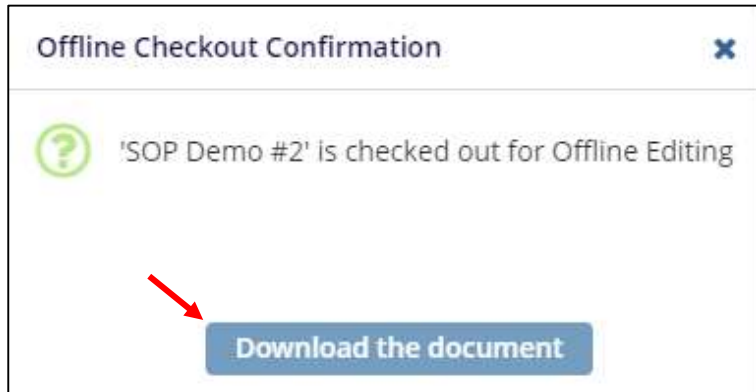 Offline Checkout Confirmation
'SOP Demo #2' is checked out for Offline Editing
Download the document